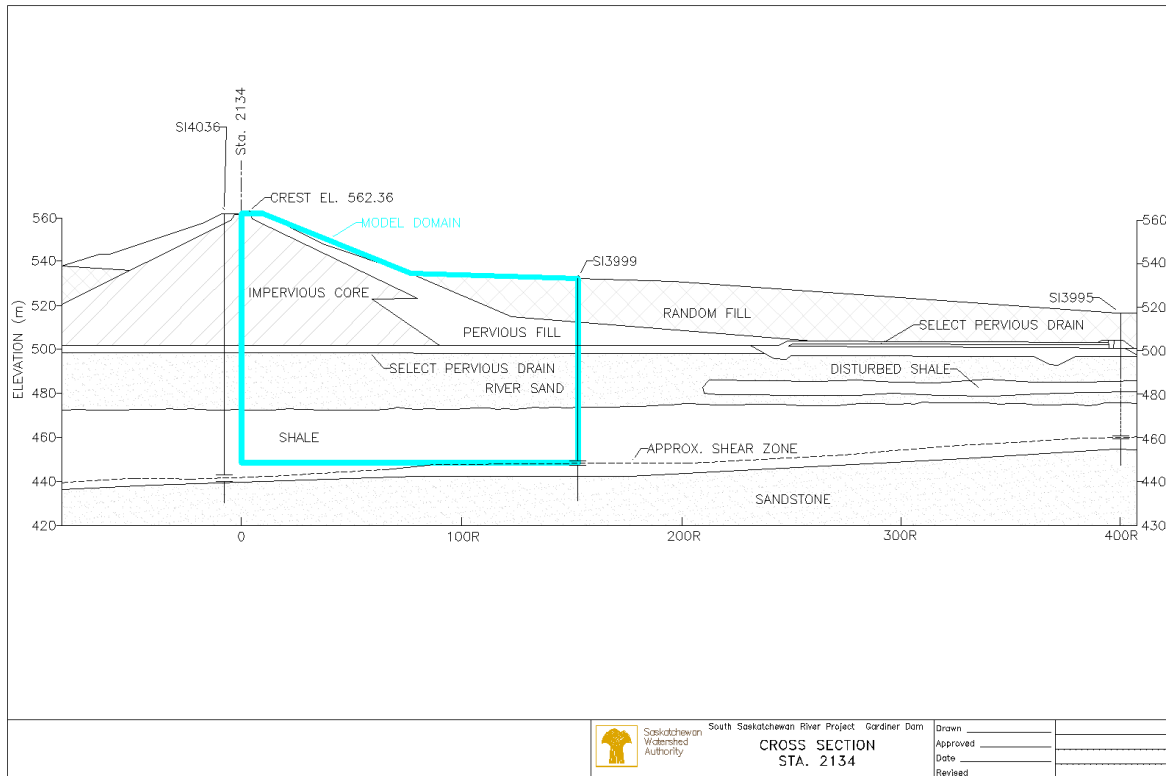 Sta. 2134
SI4036
CREST EL. 562.36
MODEL DOMAIN
SI3999
SI3995
IMPERVIOUS CORE
PERVIOUS FILL
RANDOM FILL
SELECT PERVIOUS DRAIN
SELECT PERVIOUS DRAIN
RIVER SAND
DISTURBED SHALE
SHALE
APPROX. SHEAR ZONE
SANDSTONE
ELEVATION (m)
560
540
520
500
480
460
440
420
560
540
520
500
480
460
440
430
0
100R
200R
300R
400R
Saskatchewan
Watershed
Authority
South Saskatchewan River Project Gardiner Dam
CROSS SECTION
STA. 2134
Drawn
Approved
Date
Revised